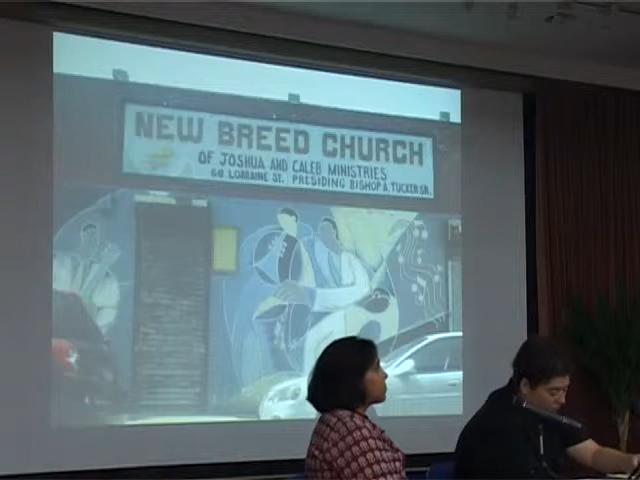 NEW BREED CHURCH
OF JOSHUA AND CALEB MINISTRIES
68 LORRAINE ST. PRESIDING BISHOP A. TUCKER SR.